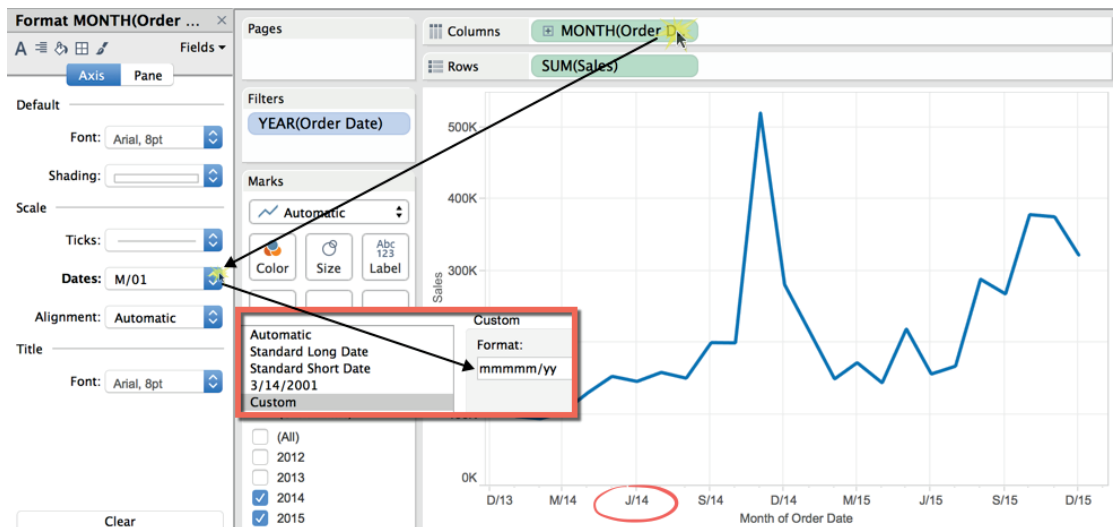 Format MONTH(Order ... ×
Fields
Axis Pane
Default
Font: Arial, 8pt
Shading:
Scale
Ticks:
Dates: M/01
Alignment: Automatic
Title
Font: Arial, 8pt
Clear
Pages
Filters
YEAR(Order Date)
Marks
Automatic
Color Size Abc 123 Label
Automatic
Standard Long Date
Standard Short Date
3/14/2001
Custom
Custom
Format:
mmmmm/yy
(All)
2012
2013
2014
2015
Columns MONTH(Order D
Rows SUM(Sales)
500K
400K
300K
Sales
0K
D/13 M/14 J/14 S/14 D/14 M/15 J/15 S/15 D/15
Month of Order Date